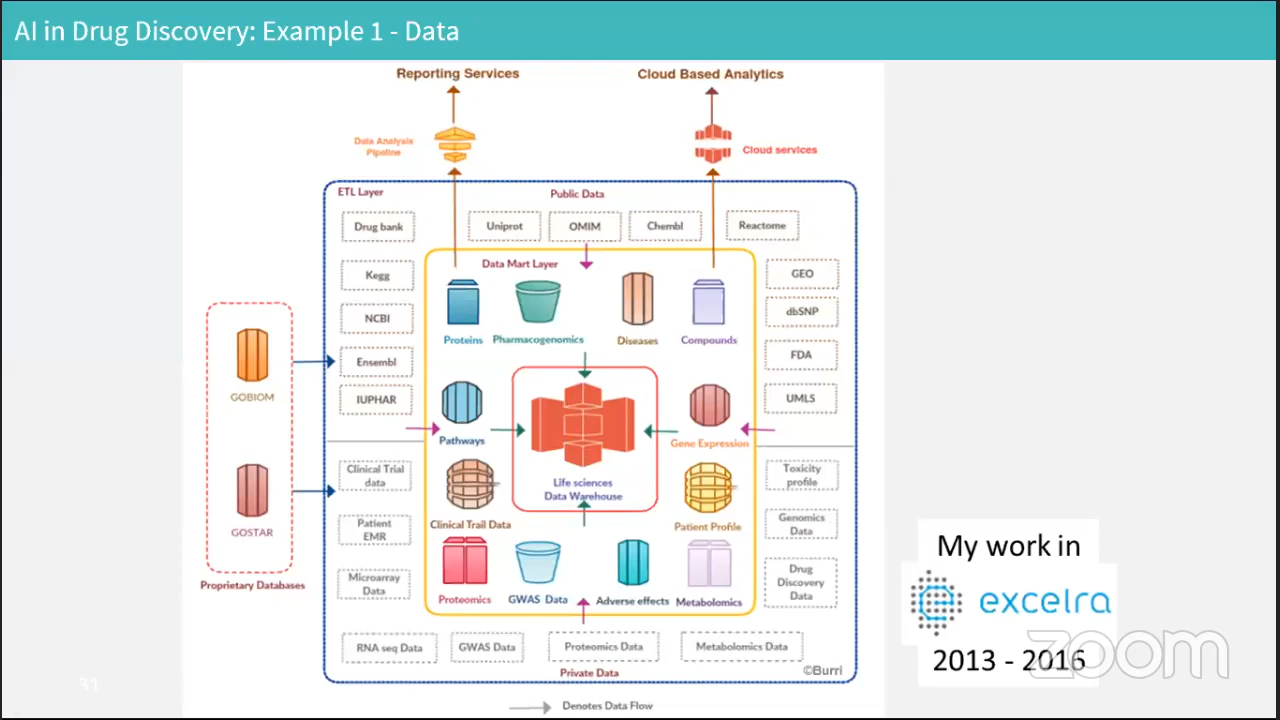 AI in Drug Discovery: Example 1 - Data
Reporting Services
Cloud Based Analytics
Data Analysis
Pipeline
Cloud services
ETL Layer
Public Data
Drug bank
Uniprot
OMIM
Chembl
Reactome
Kegg
NCBI
Ensembl
IUPHAR
Data Mart Layer
GEO
dbSNP
FDA
UMLS
Proteins
Pharmacogenomics
Diseases
Compounds
GOBIOM
GOSTAR
Proprietary Databases
Pathways
Gene Expression
Life sciences
Data Warehouse
Clinical Trail Data
Patient Profile
Proteomics
GWAS Data
Adverse effects
Metabolomics
Clinical Trial
data
Patient
EMR
Microarray
Data
Toxicity
profile
Genomics
Data
Drug
Discovery
Data
RNA seq Data
GWAS Data
Proteomics Data
Metabolomics Data
Private Data
©Burri
Denotes Data Flow
My work in
excelra
2013 - 2016
zoom
31